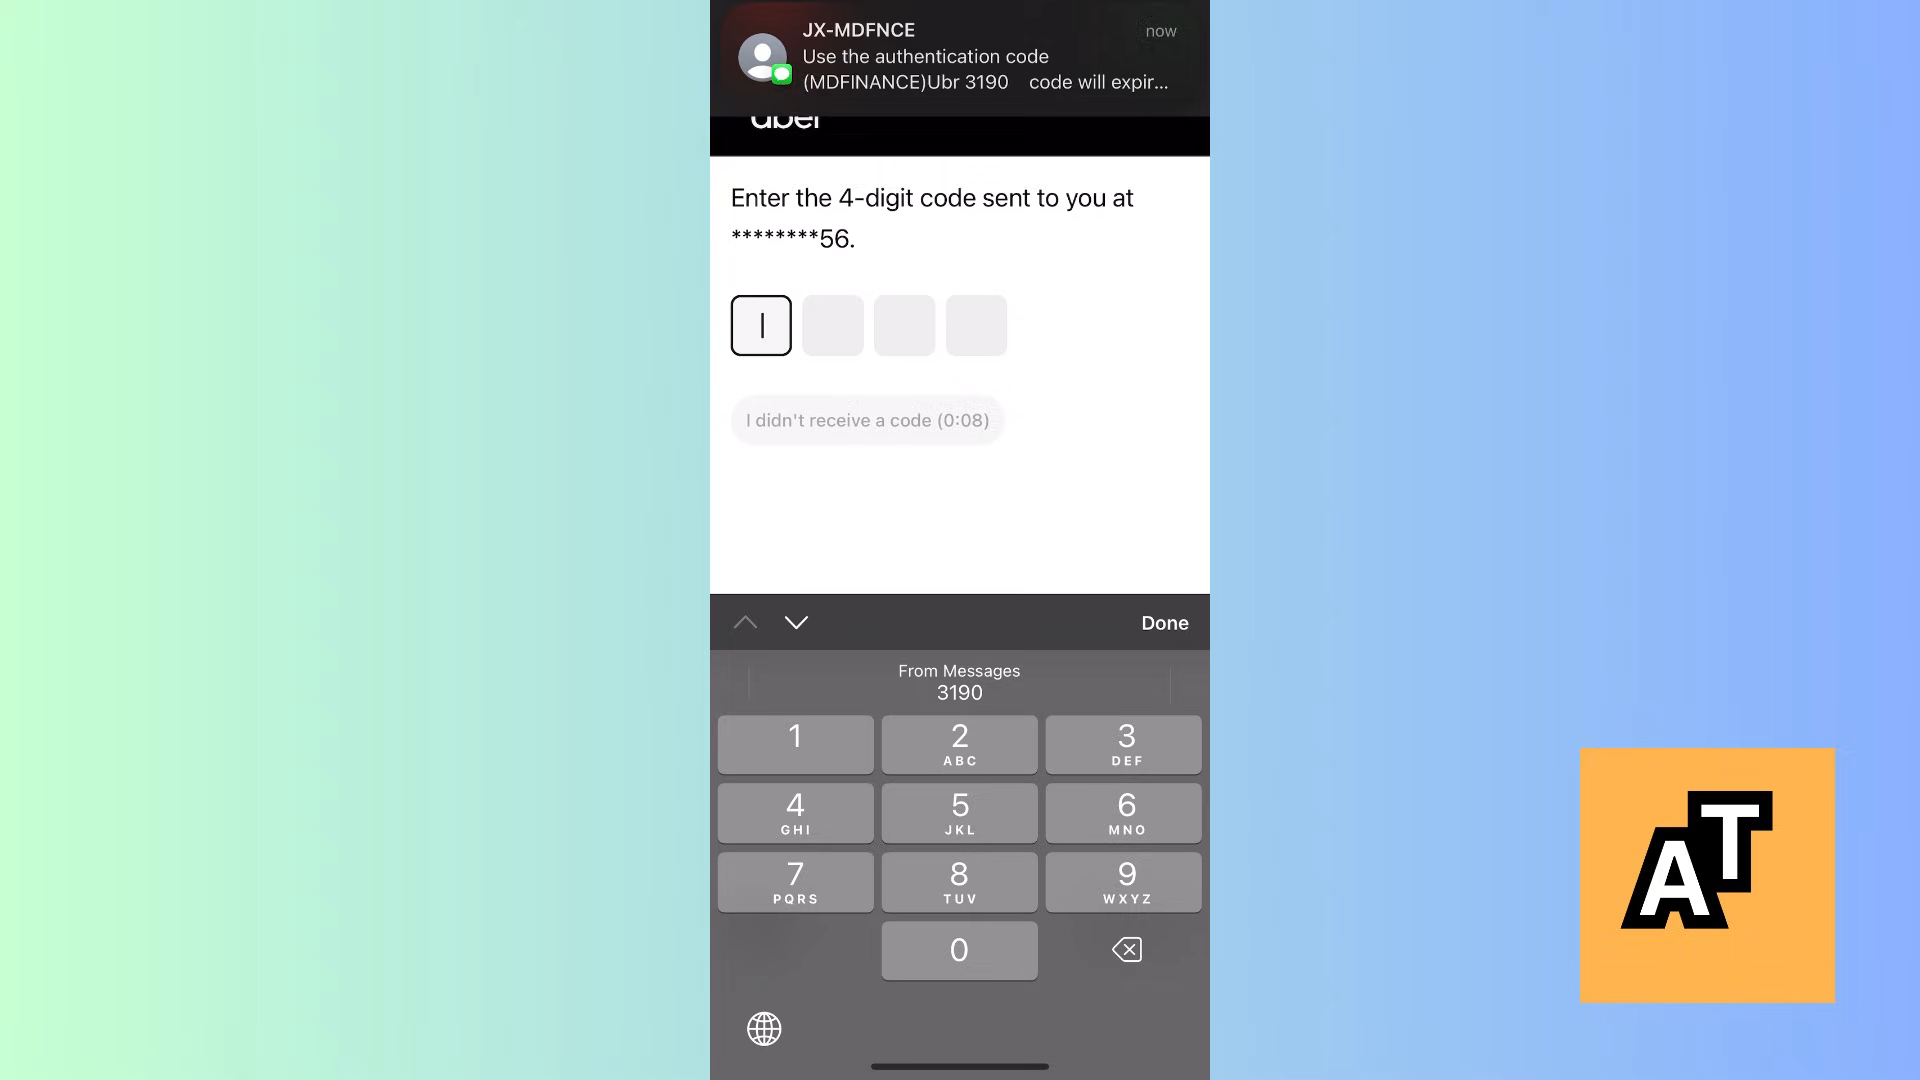 JX-MDFNCE
now
Use the authentication code
(MDFINANCE)Ubr 3190 code will expir...
Uber
Enter the 4-digit code sent to you at
********56.
I didn't receive a code (0:08)
Done
From Messages
3190
1
2
ABC
3
DEF
4
GHI
5
JKL
6
MNO
7
PQRS
8
TUV
9
WXYZ
0
AT